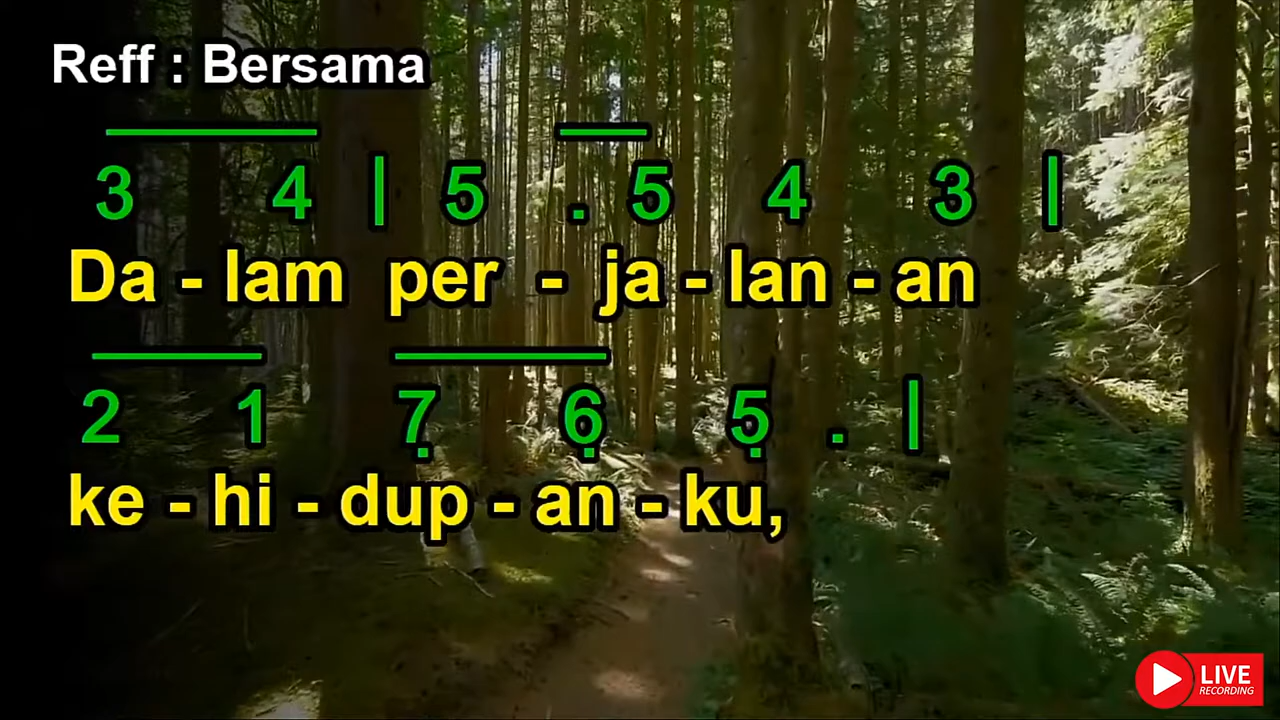 Reff : Bersama
3 4 | 5 . 5 4 3 |
Da - lam per - ja - lan - an
2 1 7̣ 6̣ 5̣ . |
ke - hi - dup - an - ku,
LIVE
RECORDING